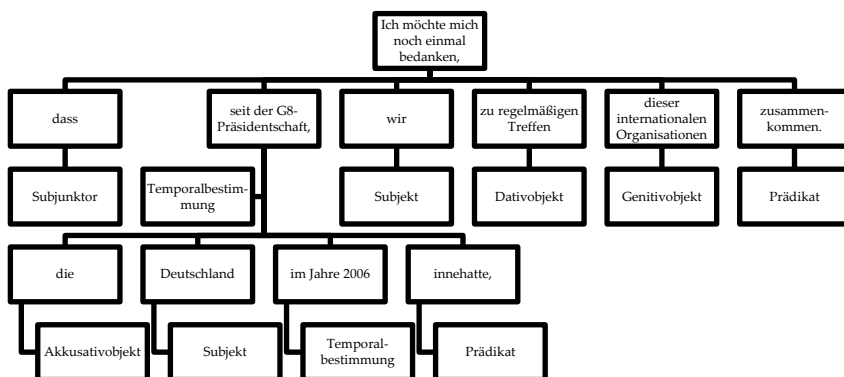 Ich möchte mich
noch einmal
bedanken,
dass
seit der G8-
Präsidentschaft,
wir
zu regelmäßigen
Treffen
dieser
internationalen
Organisationen
zusammen-
kommen.
Subjunktor
Temporalbestim-
mung
Subjekt
Dativobjekt
Genitivobjekt
Prädikat
die
Deutschland
im Jahre 2006
innehatte,
Akkusativobjekt
Subjekt
Temporal-
bestimmung
Prädikat